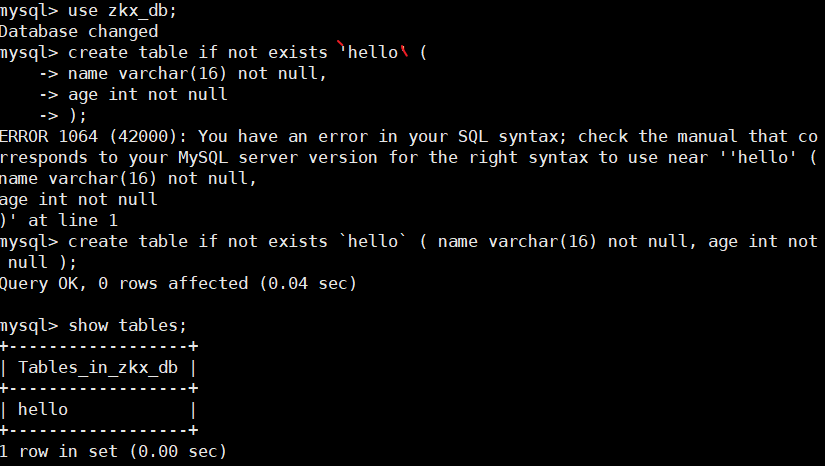 mysql> use zkx_db;
Database changed
mysql> create table if not exists 'hello' (
    -> name varchar(16) not null,
    -> age int not null
    -> );
ERROR 1064 (42000): You have an error in your SQL syntax; check the manual that co
rresponds to your MySQL server version for the right syntax to use near ''hello' (
name varchar(16) not null,
age int not null
)' at line 1
mysql> create table if not exists `hello` ( name varchar(16) not null, age int not
 null );
Query OK, 0 rows affected (0.04 sec)

mysql> show tables;
+------------------+
| Tables_in_zkx_db |
+------------------+
| hello            |
+------------------+
1 row in set (0.00 sec)